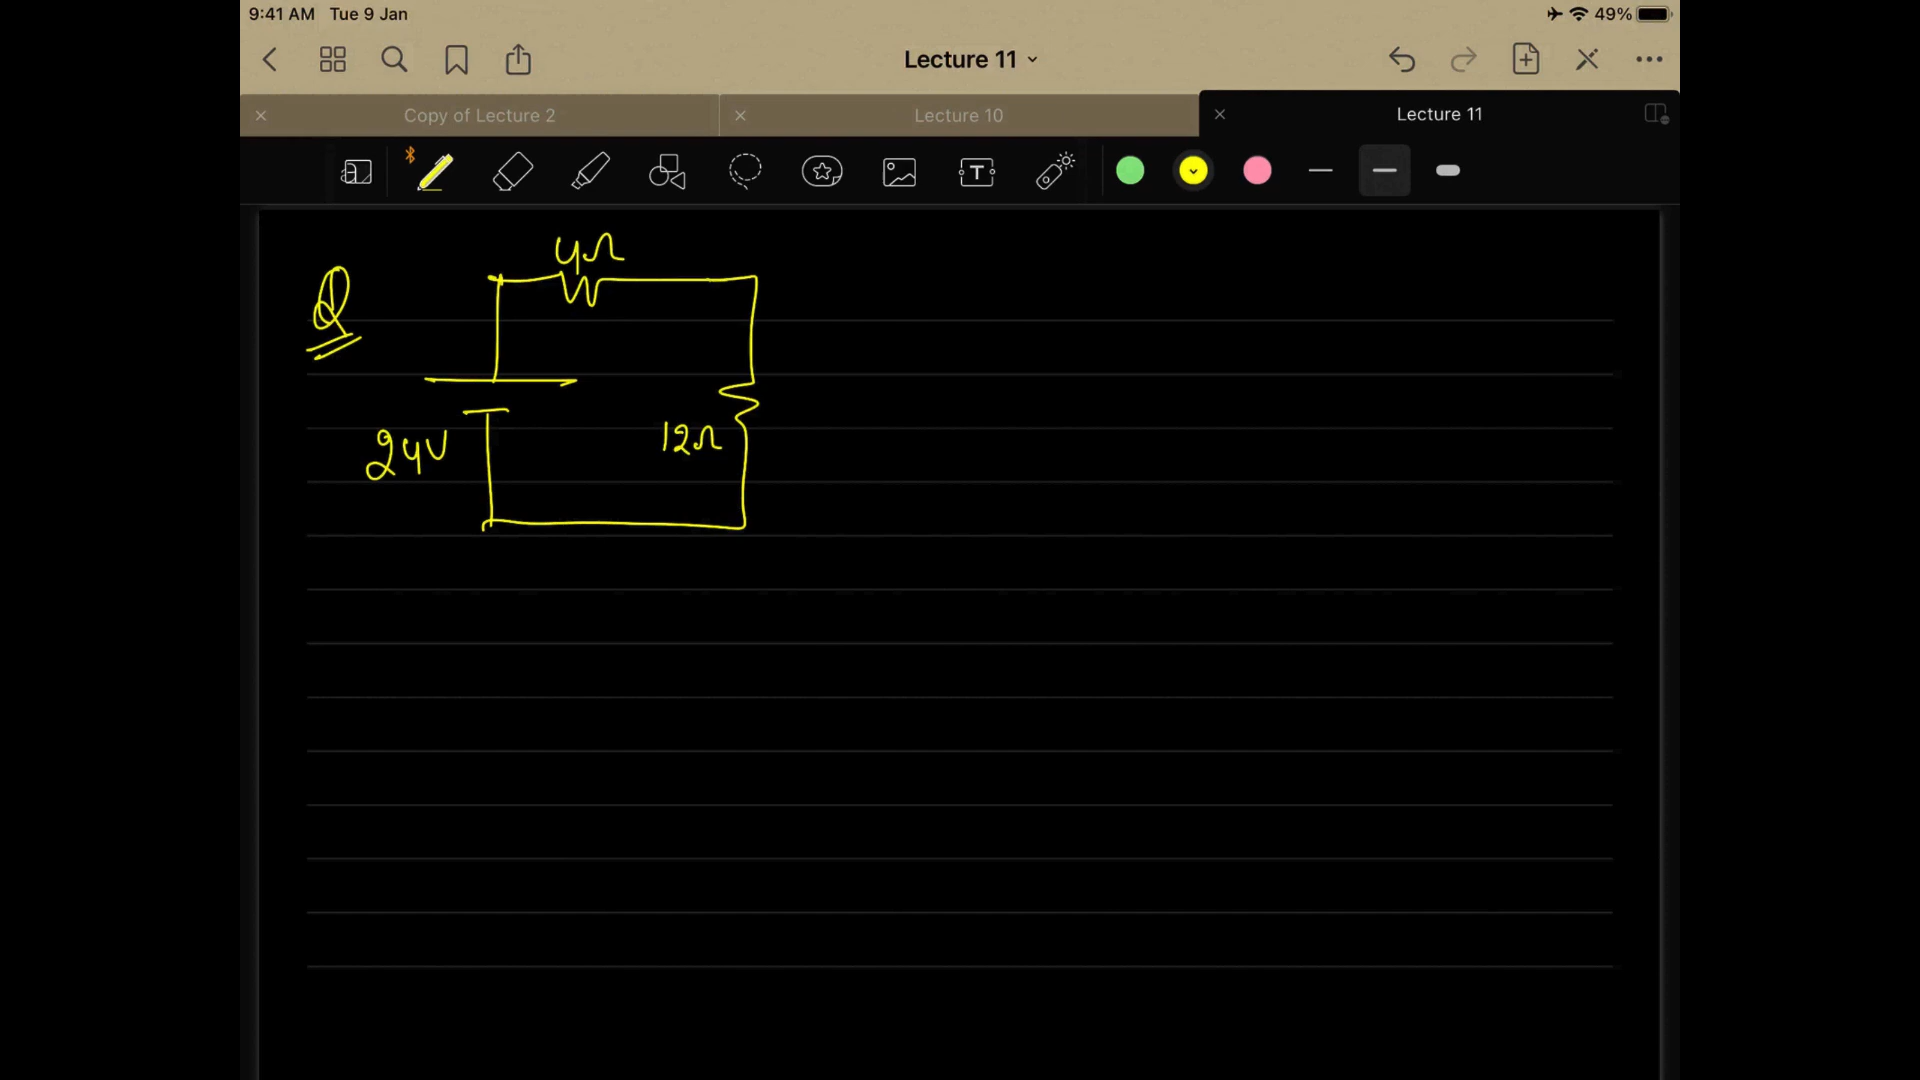 9:41 AM Tue 9 Jan 49%
Lecture 11
Copy of Lecture 2 Lecture 10 Lecture 11
T
4Ω
Q
24V
12Ω